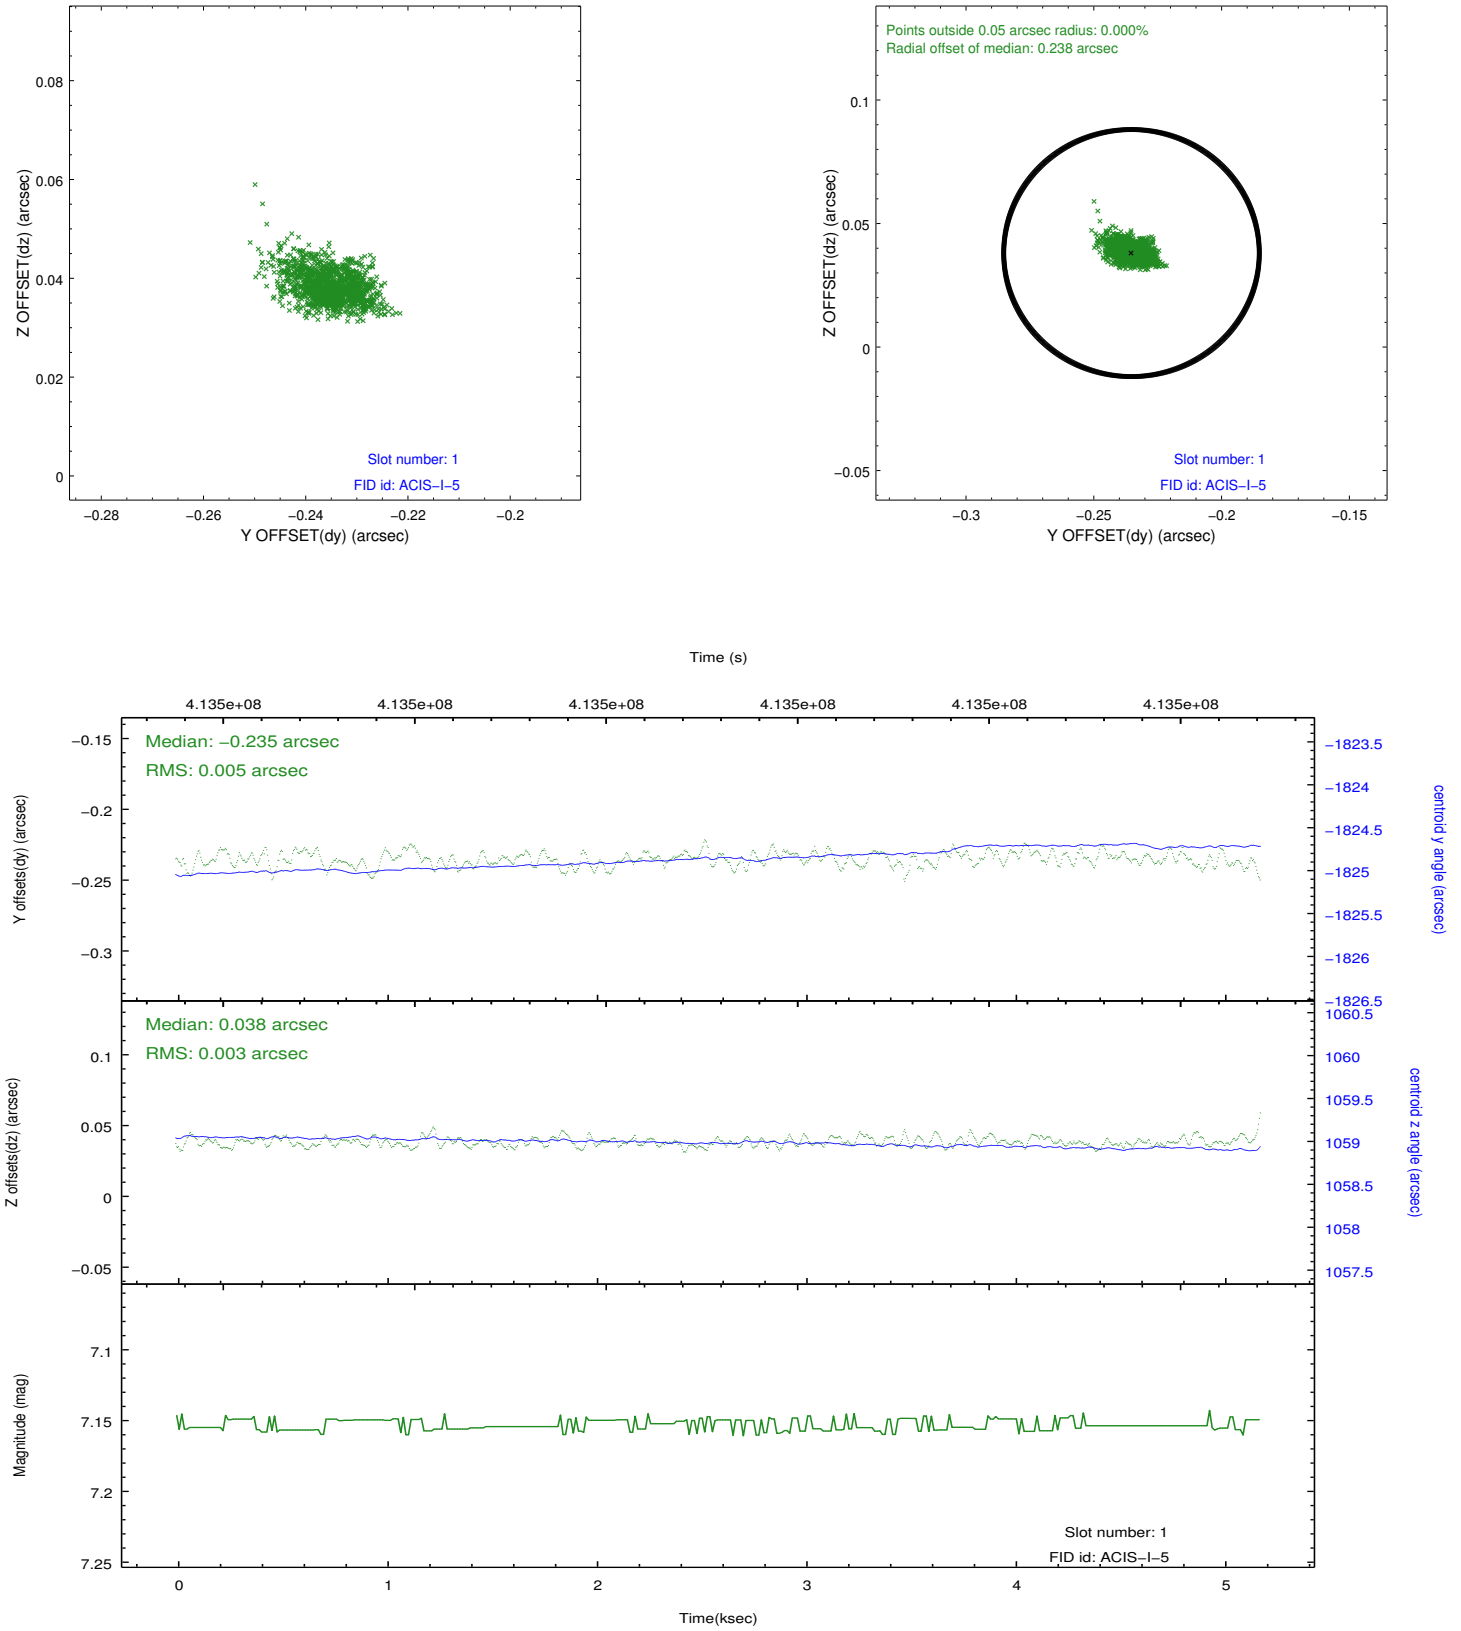 0.08
0.06
0.04
0.02
0
Z OFFSET(dz) (arcsec)
Slot number: 1
FID id: ACIS−I−5
−0.28 −0.26 −0.24 −0.22 −0.2
Y OFFSET(dy) (arcsec)
Points outside 0.05 arcsec radius: 0.000%
Radial offset of median: 0.238 arcsec
0.1
0.05
0
−0.05
Z OFFSET(dz) (arcsec)
Slot number: 1
FID id: ACIS−I−5
−0.3 −0.25 −0.2 −0.15
Y OFFSET(dy) (arcsec)
Time (s)
4.135e+08 4.135e+08 4.135e+08 4.135e+08 4.135e+08 4.135e+08
Median: −0.235 arcsec
RMS: 0.005 arcsec
−0.15
−0.2
−0.25
−0.3
Y offsets(dy) (arcsec)
−1823.5
−1824
−1824.5
−1825
−1825.5
−1826
−1826.5
centroid y angle (arcsec)
Median: 0.038 arcsec
RMS: 0.003 arcsec
0.1
0.05
0
−0.05
Z offsets(dz) (arcsec)
1060.5
1060
1059.5
1059
1058.5
1058
1057.5
centroid z angle (arcsec)
7.1
7.15
7.2
7.25
Magnitude (mag)
Slot number: 1
FID id: ACIS−I−5
0 1 2 3 4 5
Time(ksec)